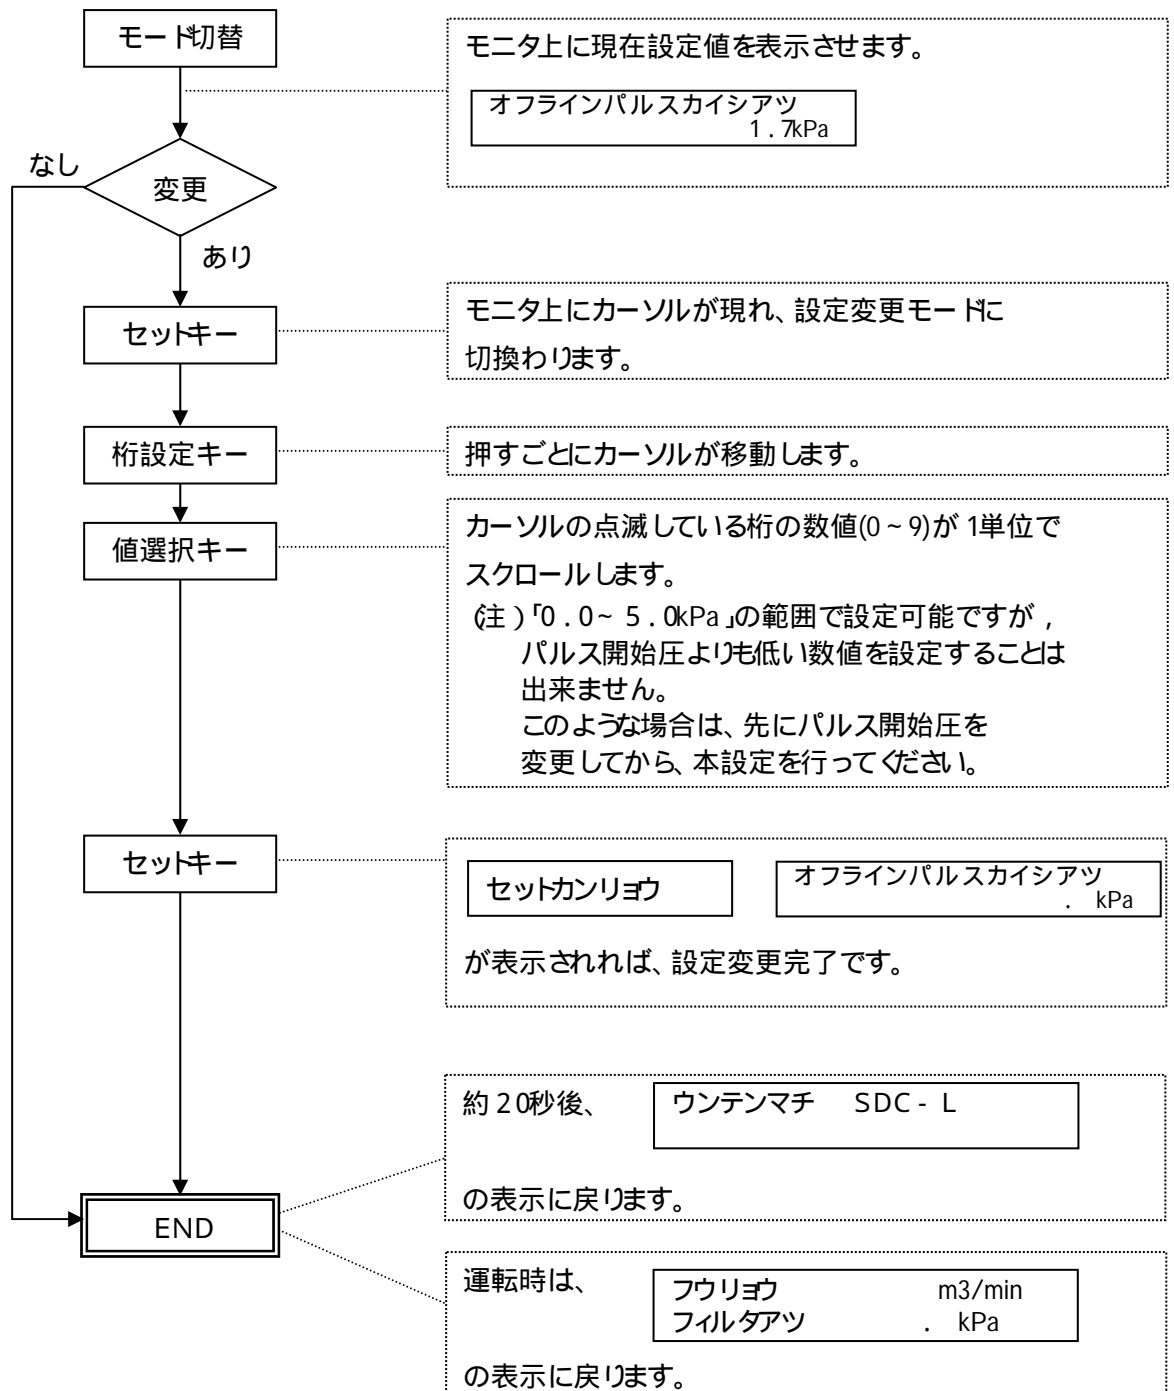 モード切替
モニタ上に現在設定値を表示させます。
オフラインパルスカイシアツ
1．7kPa
なし
変更
あり
セットキー
モニタ上にカーソルが現れ、設定変更モードに
切換わります。
桁設定キー
押すごとにカーソルが移動します。
値選択キー
カーソルの点滅している桁の数値(0～9)が1単位で
スクロールします。
（注）「0．0～5．0kPa」の範囲で設定可能ですが，
パルス開始圧よりも低い数値を設定することは
出来ません。
このような場合は、先にパルス開始圧を
変更してから、本設定を行ってください。
セットキー
セットカンリョウ
オフラインパルスカイシアツ
． kPa
が表示されれば、設定変更完了です。
約20秒後、
ウンテンマチ SDC-L
の表示に戻ります。
END
運転時は、
フウリョウ m3/min
フィルタアツ ． kPa
の表示に戻ります。